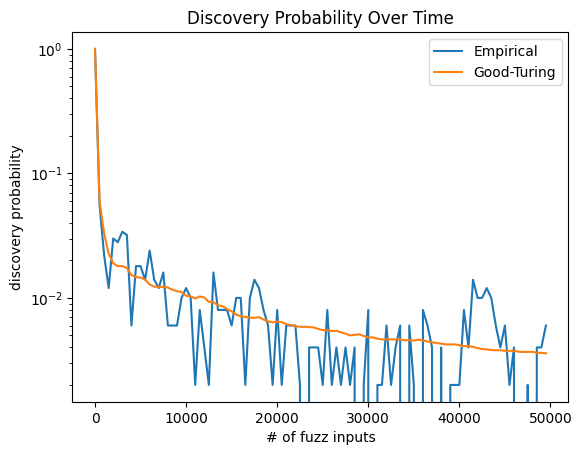 Discovery Probability Over Time
Empirical
Good-Turing
discovery probability
10⁰
10⁻¹
10⁻²
0 10000 20000 30000 40000 50000
# of fuzz inputs